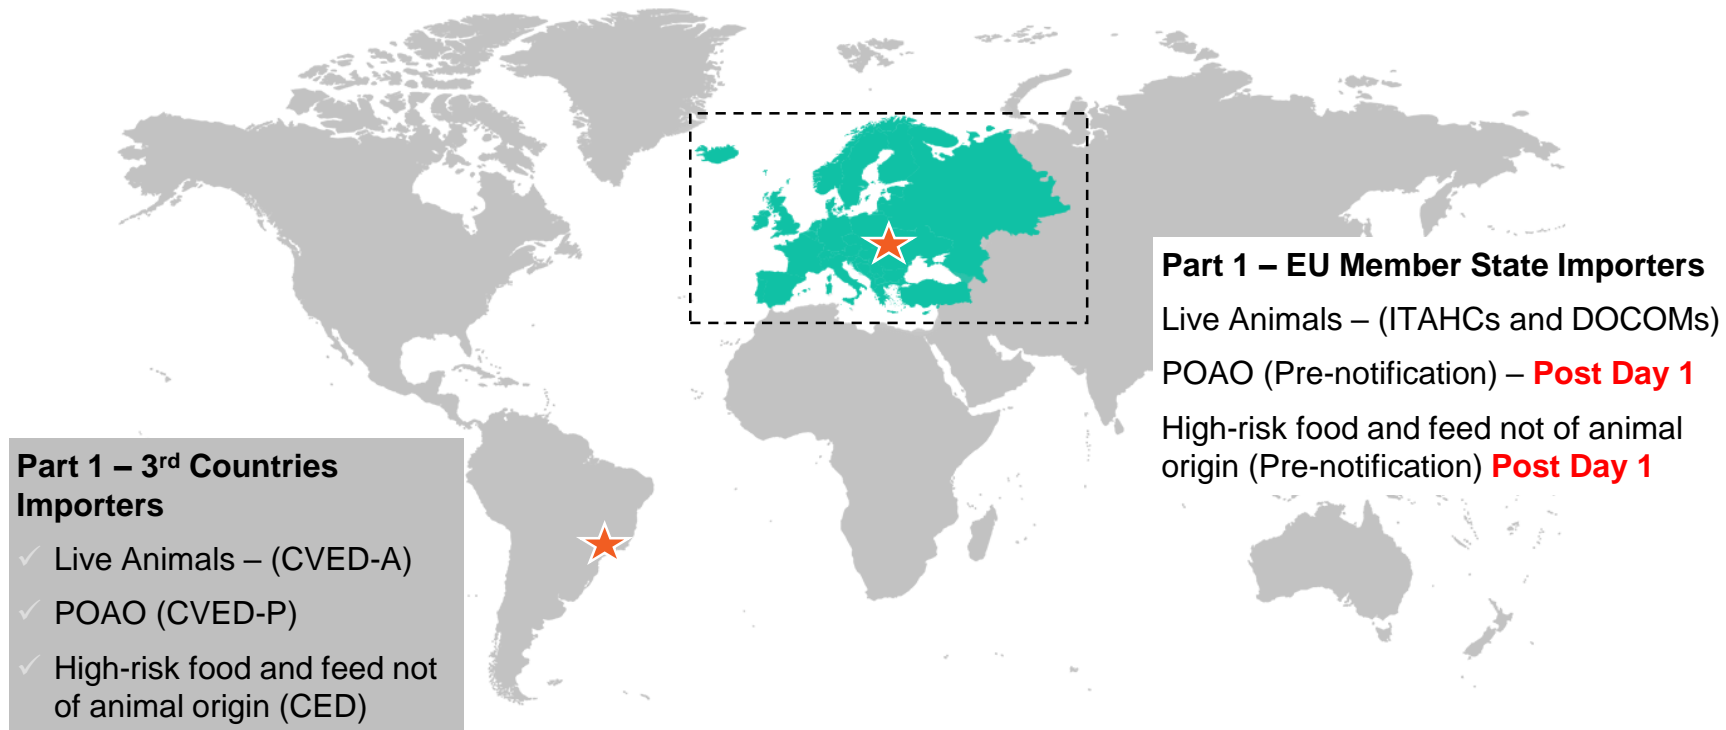 Part 1 – EU Member State Importers
Live Animals – (ITAHCs and DOCOMs)
POAO (Pre-notification) – Post Day 1
High-risk food and feed not of animal
origin (Pre-notification) Post Day 1
Part 1 – 3rd Countries
Importers
✓ Live Animals – (CVED-A)
✓ POAO (CVED-P)
✓ High-risk food and feed not
of animal origin (CED)